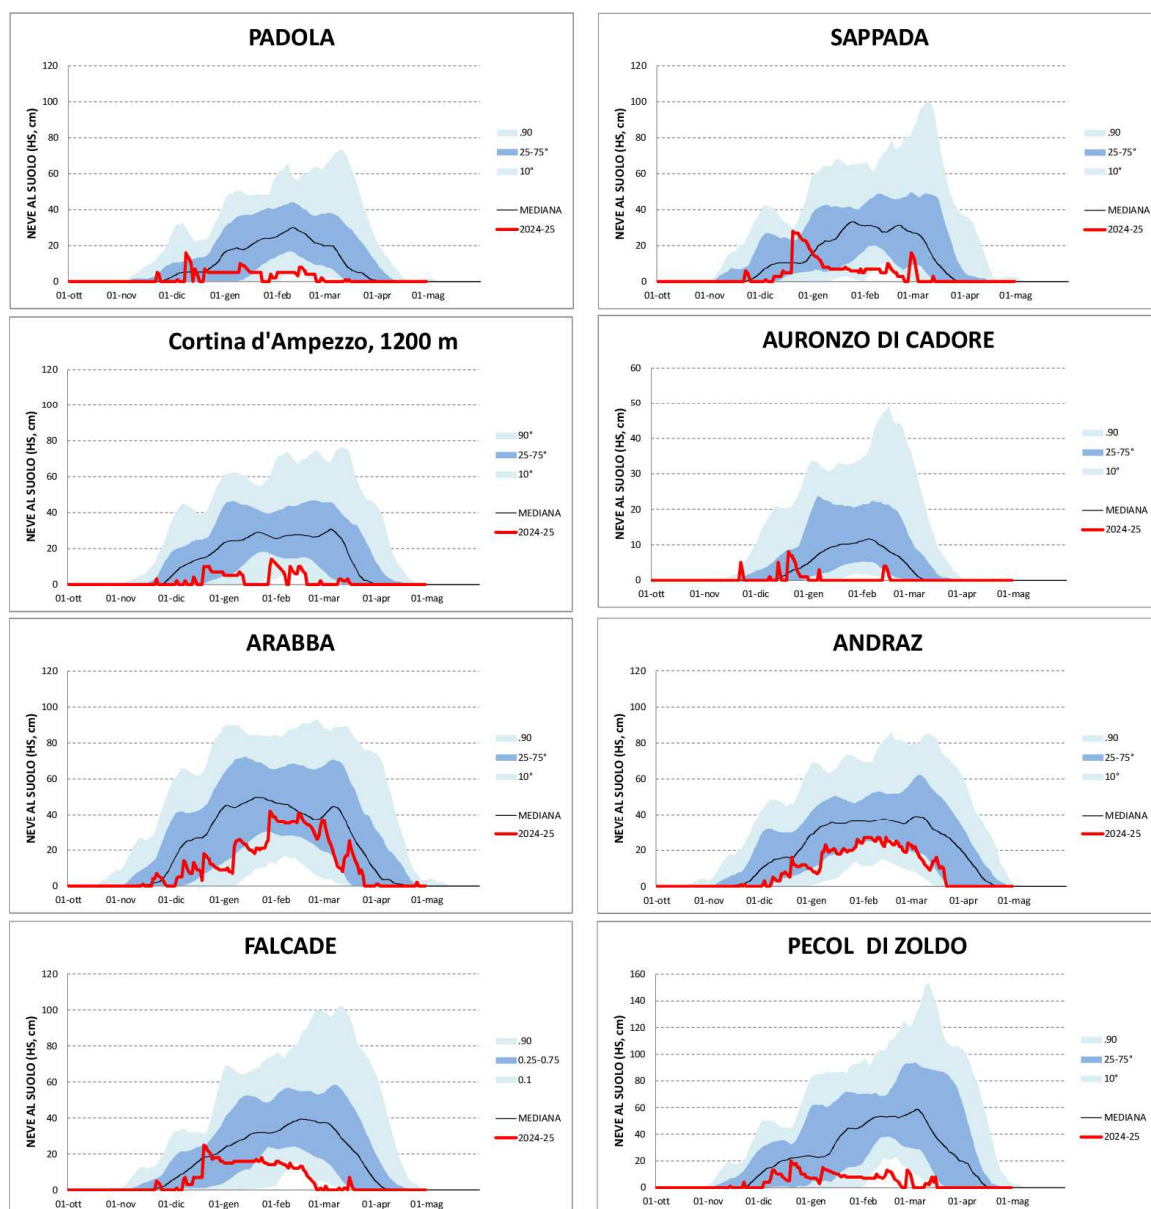 PADOLA
NEVE AL SUOLO (HS, cm)
120
100
80
60
40
20
0
01-ott 01-nov 01-dic 01-gen 01-feb 01-mar 01-apr 01-mag
.90
25-75°
10°
MEDIANA
2024-25
SAPPADA
NEVE AL SUOLO (HS, cm)
120
100
80
60
40
20
0
01-ott 01-nov 01-dic 01-gen 01-feb 01-mar 01-apr 01-mag
.90
25-75°
10°
MEDIANA
2024-25
Cortina d'Ampezzo, 1200 m
NEVE AL SUOLO (HS, cm)
120
100
80
60
40
20
0
01-ott 01-nov 01-dic 01-gen 01-feb 01-mar 01-apr 01-mag
90°
25-75°
10°
MEDIANA
2024-25
AURONZO DI CADORE
NEVE AL SUOLO (HS, cm)
60
50
40
30
20
10
0
01-ott 01-nov 01-dic 01-gen 01-feb 01-mar 01-apr 01-mag
.90
25-75°
10°
MEDIANA
2024-25
ARABBA
NEVE AL SUOLO (HS, cm)
120
100
80
60
40
20
0
01-ott 01-nov 01-dic 01-gen 01-feb 01-mar 01-apr 01-mag
.90
25-75°
10°
MEDIANA
2024-25
ANDRAZ
NEVE AL SUOLO (HS, cm)
120
100
80
60
40
20
0
01-ott 01-nov 01-dic 01-gen 01-feb 01-mar 01-apr 01-mag
.90
25-75°
10°
MEDIANA
2024-25
FALCADE
NEVE AL SUOLO (HS, cm)
120
100
80
60
40
20
0
01-ott 01-nov 01-dic 01-gen 01-feb 01-mar 01-apr 01-mag
.90
0.25-0.75
0.1
MEDIANA
2024-25
PECOL DI ZOLDO
NEVE AL SUOLO (HS, cm)
160
140
120
100
80
60
40
20
0
01-ott 01-nov 01-dic 01-gen 01-feb 01-mar 01-apr 01-mag
.90
25-75°
10°
MEDIANA
2024-25